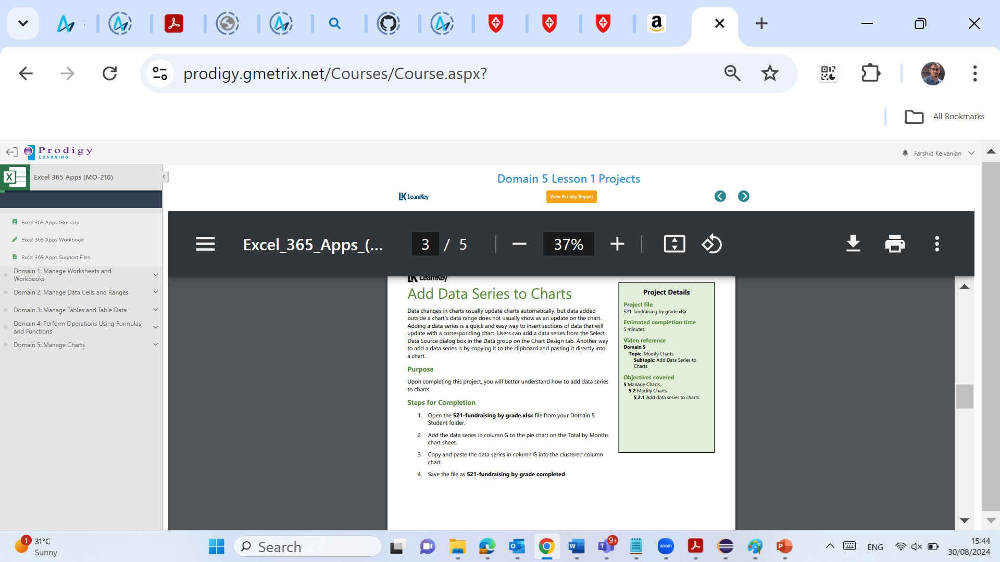 prodigy.gmetrix.net/Courses/Course.aspx?
All Bookmarks
Prodigy
LEARNING
Farshid Keivanian
Excel 365 Apps (MO-210)
Domain 5 Lesson 1 Projects
LearnKey
View Activity Report
Excel 365 Apps Glossary
Excel 365 Apps Workbook
Excel 365 Apps Support Files
Domain 1: Manage Worksheets and
Workbooks
Domain 2: Manage Data Cells and Ranges
Domain 3: Manage Tables and Table Data
Domain 4: Perform Operations Using Formulas
and Functions
Domain 5: Manage Charts
Excel_365_Apps_(...
3 / 5
37%
LearnKey
Add Data Series to Charts
Data changes in charts usually update charts automatically, but data added
outside a chart's data range does not usually show as an update on the chart.
Adding a data series is a quick and easy way to insert sections of data that will
update with a corresponding chart. Users can add a data series from the Select
Data Source dialog box in the Data group on the Chart Design tab. Another way
to add a data series is by copying it to the clipboard and pasting it directly into
a chart.
Purpose
Upon completing this project, you will better understand how to add data series
to charts.
Steps for Completion
1. Open the 521-fundraising by grade.xlsx file from your Domain 5
Student folder.
2. Add the data series in column G to the pie chart on the Total by Months
chart sheet.
3. Copy and paste the data series in column G into the clustered column
chart.
4. Save the file as 521-fundraising by grade completed
Project Details
Project file
521-fundraising by grade.xlsx
Estimated completion time
5 minutes
Video reference
Domain 5
Topic: Modify Charts
Subtopic: Add Data Series to
Charts
Objectives covered
5 Manage Charts
5.2 Modify Charts
5.2.1 Add data series to charts
1
31°C
Sunny
Search
9+
zoom
ENG
15:44
30/08/2024